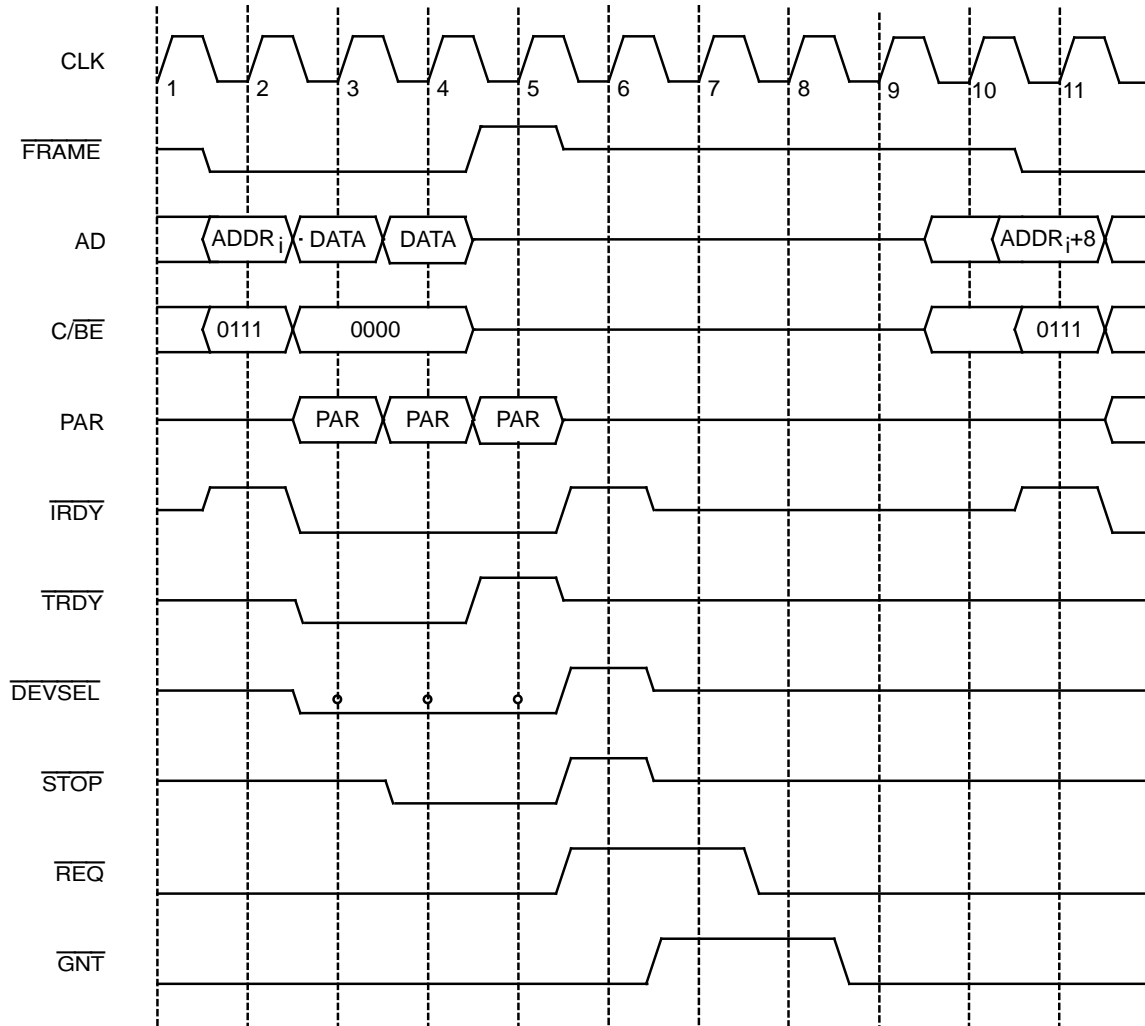 CLK
1 2 3 4 5 6 7 8 9 10 11
FRAME
AD ADDRi DATA DATA ADDRi+8
C/BE 0111 0000 0111
PAR PAR PAR PAR
IRDY
TRDY
DEVSEL
STOP
REQ
GNT